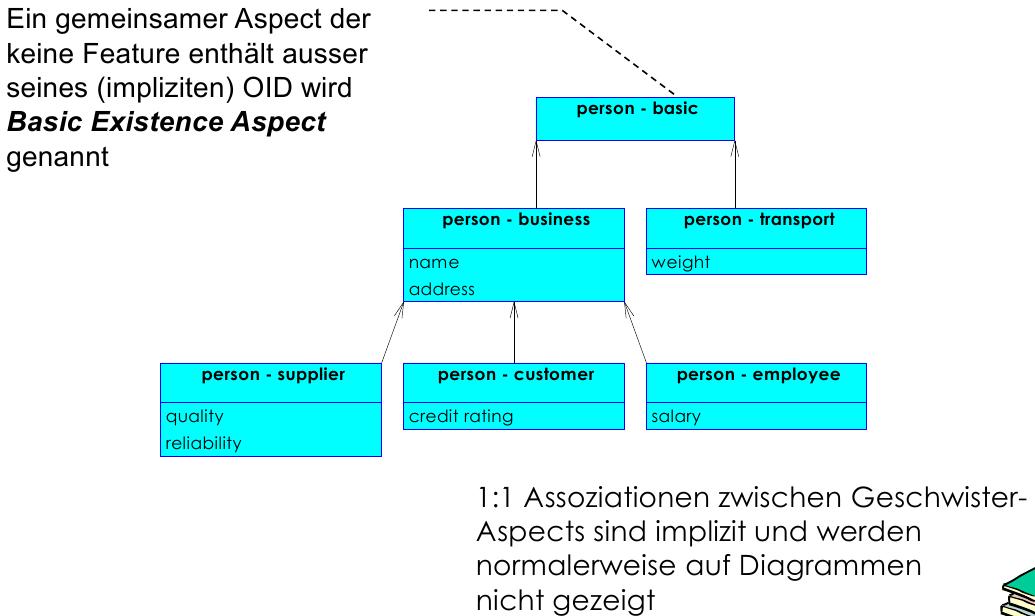 Ein gemeinsamer Aspect der
keine Feature enthält ausser
seines (impliziten) OID wird
Basic Existence Aspect
genannt
person - basic
person - business
name
address
person - transport
weight
person - supplier
quality
reliability
person - customer
credit rating
person - employee
salary
1:1 Assoziationen zwischen Geschwister-
Aspects sind implizit und werden
normalerweise auf Diagrammen
nicht gezeigt